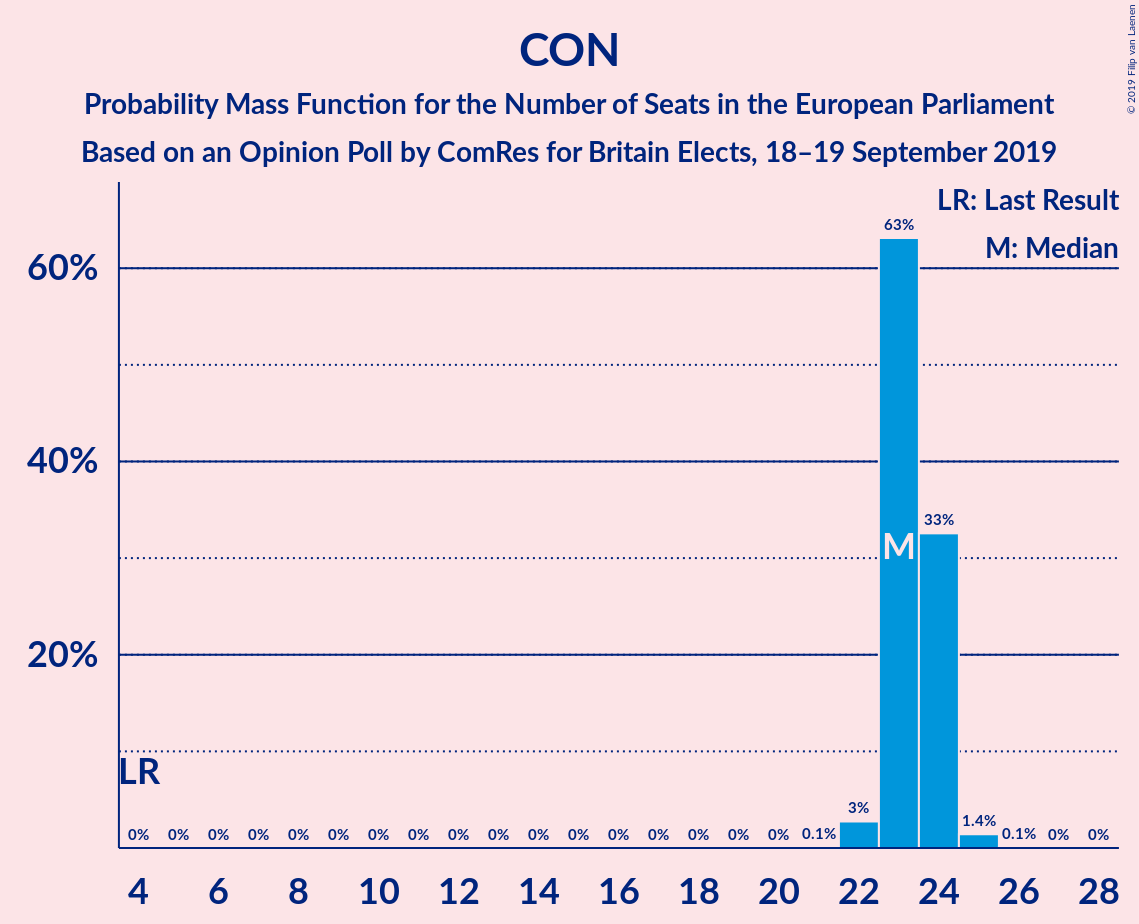 CON
Probability Mass Function for the Number of Seats in the European Parliament
Based on an Opinion Poll by ComRes for Britain Elects, 18–19 September 2019
© 2019 Filip van Laenen
LR: Last Result
M: Median
60%
40%
20%
63%
33%
M
LR
0% 0% 0% 0% 0% 0% 0% 0% 0% 0% 0% 0% 0% 0% 0% 0% 0% 0.1% 3% 1.4% 0.1% 0% 0%
4 6 8 10 12 14 16 18 20 22 24 26 28